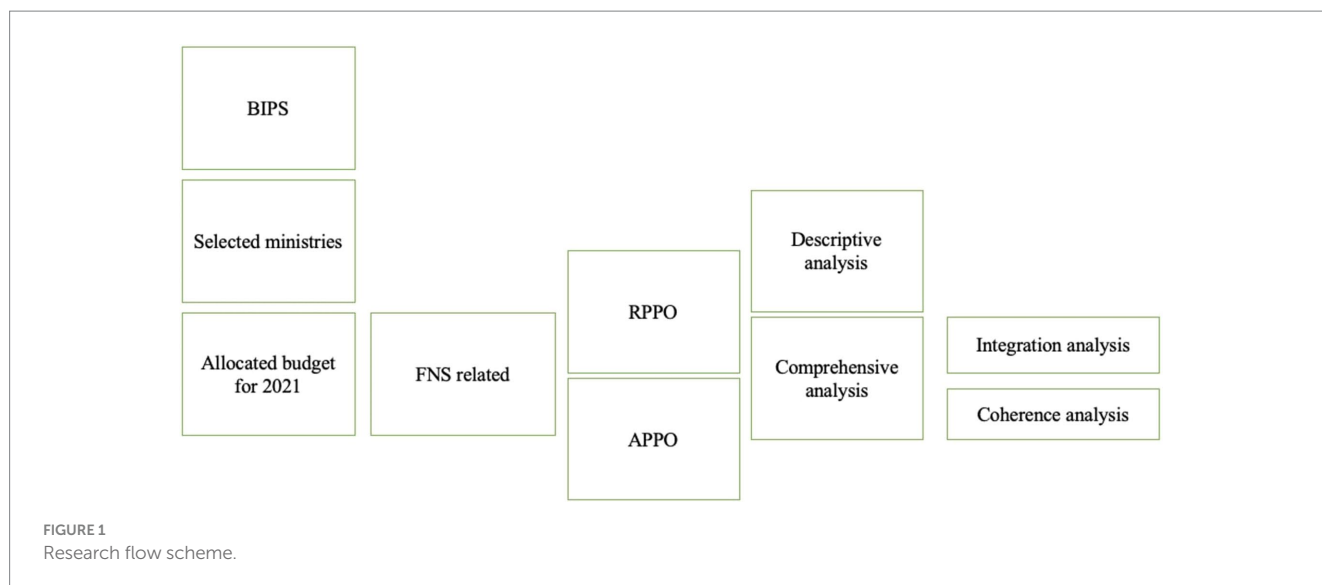 BIPS
Selected ministries
Allocated budget
for 2021
FNS related
RPPO
APPO
Descriptive
analysis
Comprehensive
analysis
Integration analysis
Coherence analysis
FIGURE 1
Research flow scheme.